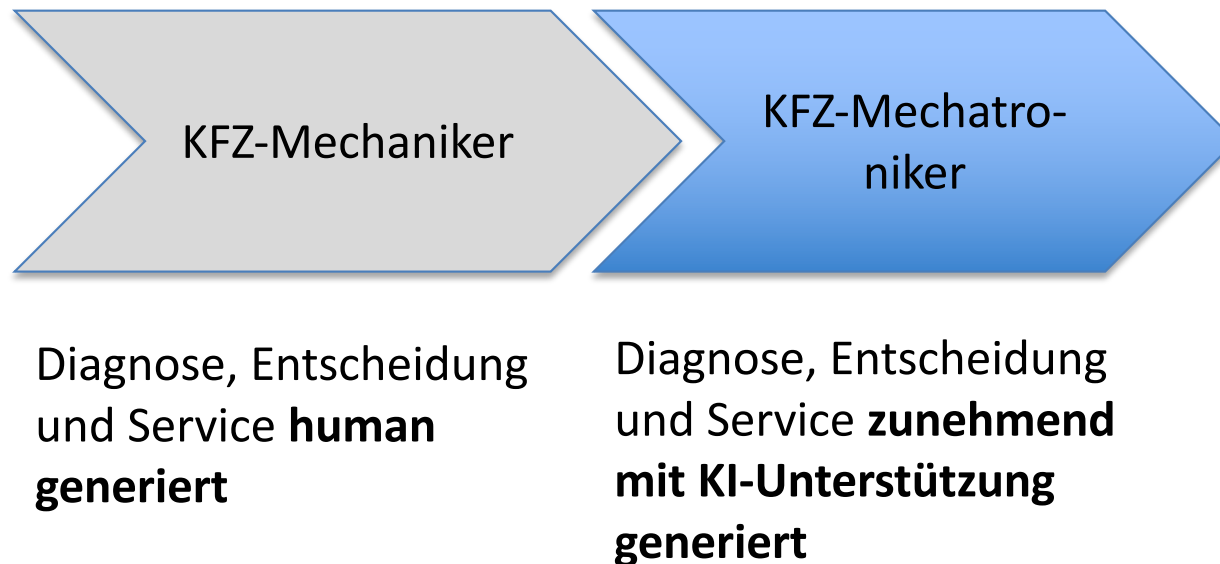 KFZ-Mechaniker
KFZ-Mechatro-
niker
Diagnose, Entscheidung
und Service human
generiert
Diagnose, Entscheidung
und Service zunehmend
mit KI-Unterstützung
generiert